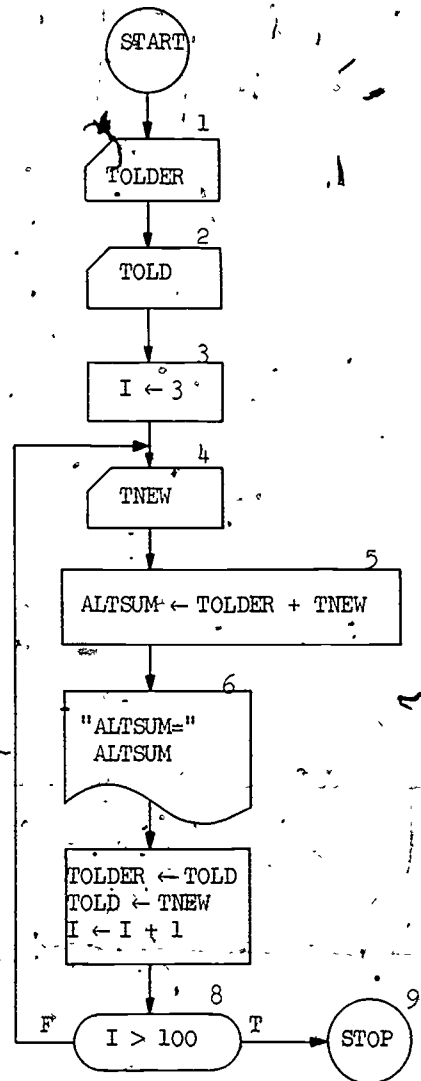 START
1
TOLDER
2
TOLD
3
I ← 3
4
TNEW
5
ALTSUM ← TOLDER + TNEW
6
"ALTSUM="
ALTSUM
TOLDER ← TOLD
TOLD ← TNEW
I ← I + 1
8
9
F
I > 100
T
STOP